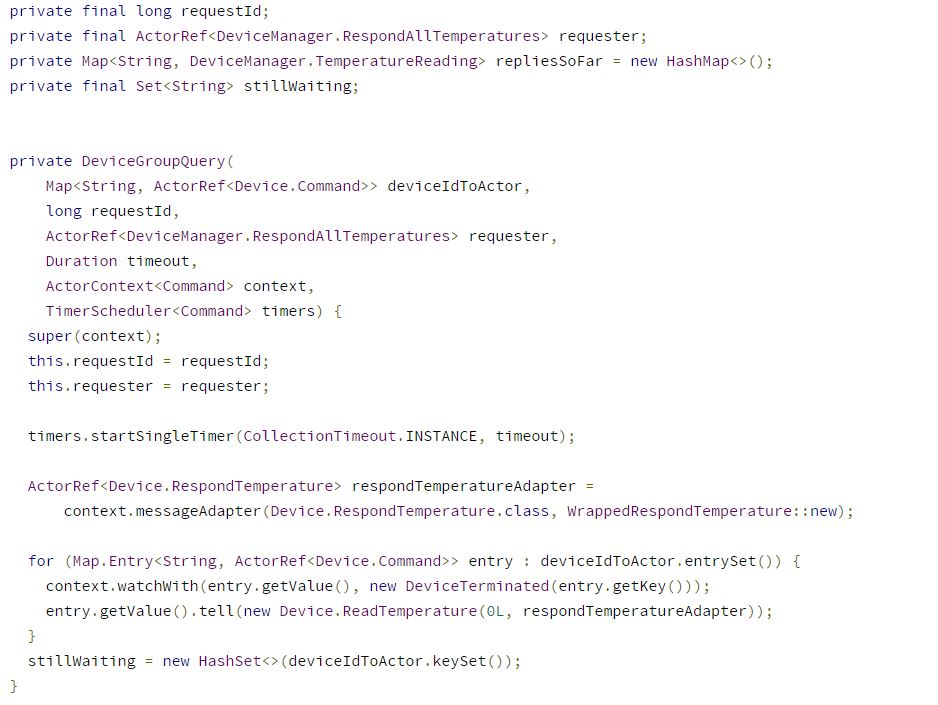 private final long requestId;
private final ActorRef<DeviceManager.RespondAllTemperatures> requester;
private Map<String, DeviceManager.TemperatureReading> repliesSoFar = new HashMap<>();
private final Set<String> stillWaiting;

private DeviceGroupQuery(
    Map<String, ActorRef<Device.Command>> deviceIdToActor,
    long requestId,
    ActorRef<DeviceManager.RespondAllTemperatures> requester,
    Duration timeout,
    ActorContext<Command> context,
    TimerScheduler<Command> timers) {
  super(context);
  this.requestId = requestId;
  this.requester = requester;

  timers.startSingleTimer(CollectionTimeout.INSTANCE, timeout);

  ActorRef<Device.RespondTemperature> respondTemperatureAdapter =
      context.messageAdapter(Device.RespondTemperature.class, WrappedRespondTemperature::new);

  for (Map.Entry<String, ActorRef<Device.Command>> entry : deviceIdToActor.entrySet()) {
    context.watchWith(entry.getValue(), new DeviceTerminated(entry.getKey()));
    entry.getValue().tell(new Device.ReadTemperature(0L, respondTemperatureAdapter));
  }
  stillWaiting = new HashSet<>(deviceIdToActor.keySet());
}